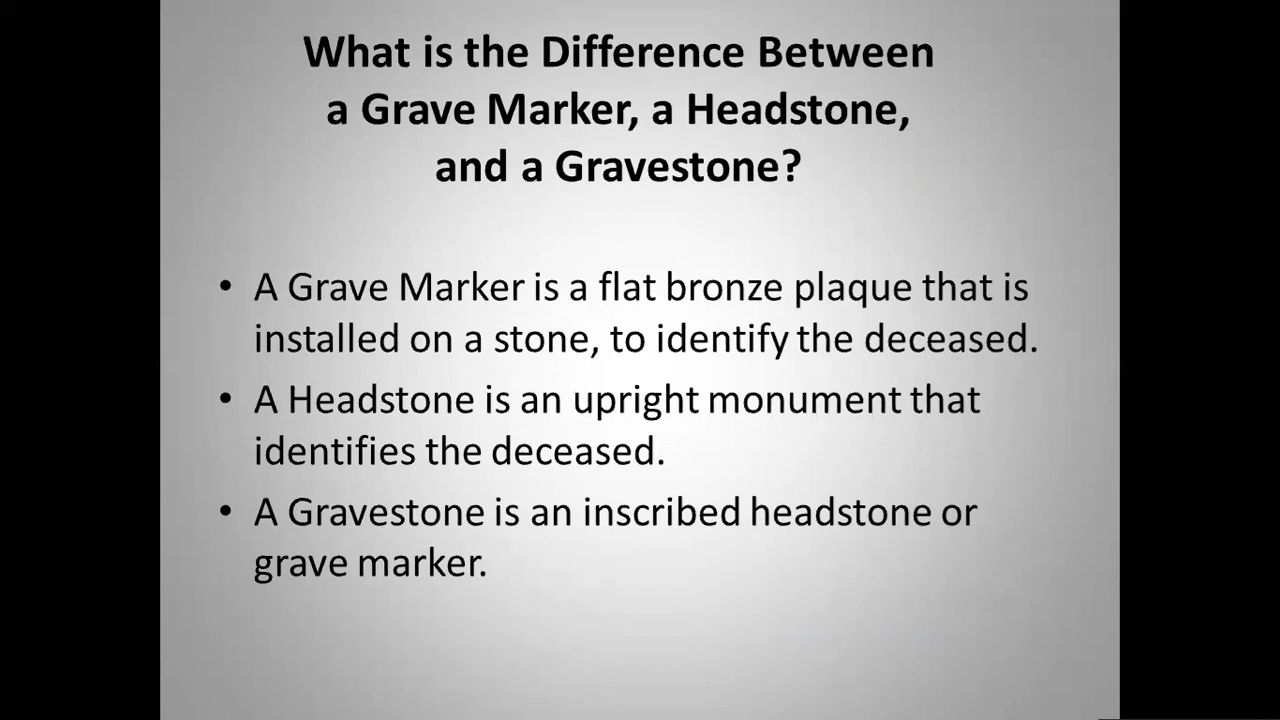 What is the Difference Between
a Grave Marker, a Headstone,
and a Gravestone?
• A Grave Marker is a flat bronze plaque that is
installed on a stone, to identify the deceased.
• A Headstone is an upright monument that
identifies the deceased.
• A Gravestone is an inscribed headstone or
grave marker.